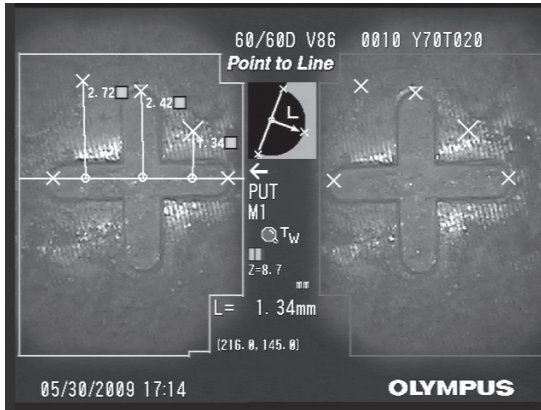 60/60D V86 0010 Y70T020
Point to Line
2.72
2.42
1.34
L
PUT
M1
TW
Z=8.7
mm
L= 1.34mm
(216.0,145.0)
05/30/2009 17:14
OLYMPUS